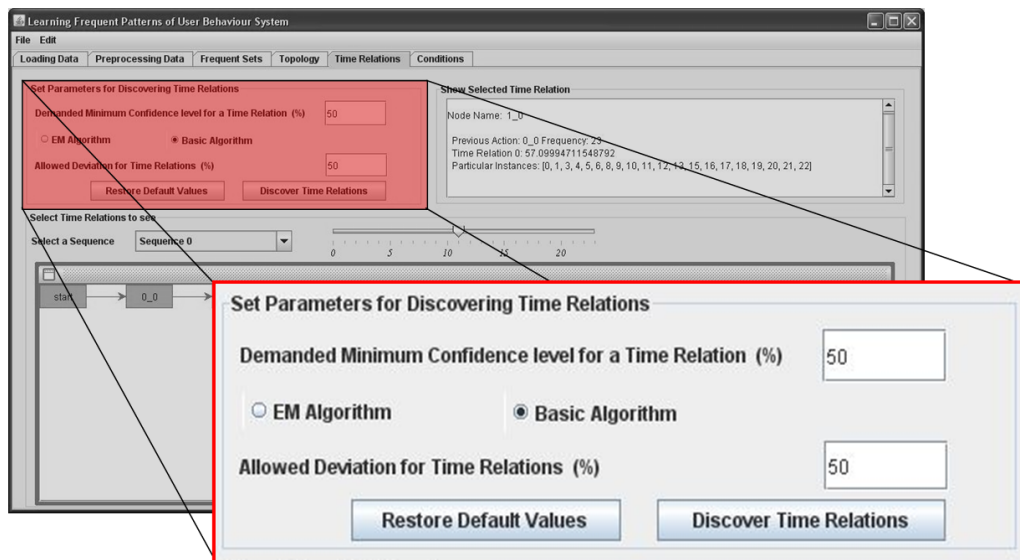 Learning Frequent Patterns of User Behaviour System
File Edit
Loading Data Preprocessing Data Frequent Sets Topology Time Relations Conditions
Set Parameters for Discovering Time Relations
Demanded Minimum Confidence level for a Time Relation (%) 50
EM Algorithm Basic Algorithm
Allowed Deviation for Time Relations (%) 50
Restore Default Values Discover Time Relations
Show Selected Time Relation
Node Name: 1_0
Previous Action: 0_0 Frequency: 23
Time Relation 0: 57.09994711548792
Particular Instances: [0, 1, 3, 4, 5, 6, 8, 9, 10, 11, 12, 13, 15, 16, 17, 18, 19, 20, 21, 22]
Select Time Relations to see
Select a Sequence Sequence 0
0 5 10 15 20
start 0_0
Set Parameters for Discovering Time Relations
Demanded Minimum Confidence level for a Time Relation (%) 50
EM Algorithm Basic Algorithm
Allowed Deviation for Time Relations (%) 50
Restore Default Values Discover Time Relations